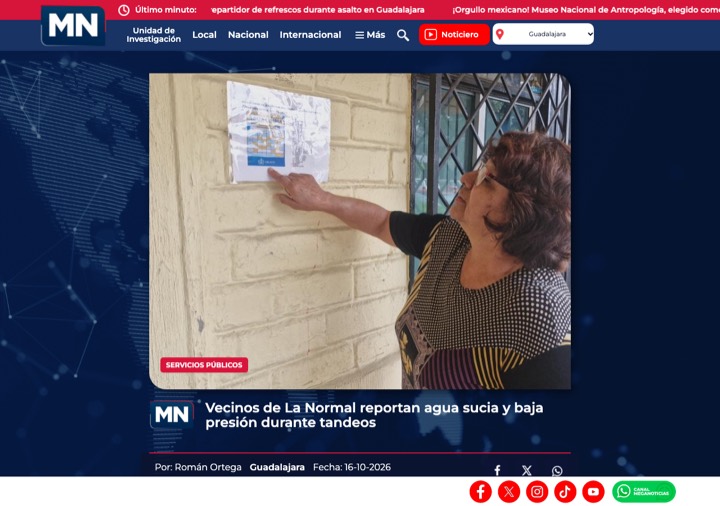 Último minuto: epartidor de refrescos durante asalto en Guadalajara ¡Orgullo mexicano! Museo Nacional de Antropología, elegido com
MN
Unidad de
Investigación
Local Nacional Internacional Más Noticiero Guadalajara
SERVICIOS PÚBLICOS
MN
Vecinos de La Normal reportan agua sucia y baja
presión durante tandeos
Por: Román Ortega Guadalajara Fecha: 16-10-2026
CANAL
MEGANOTICIAS